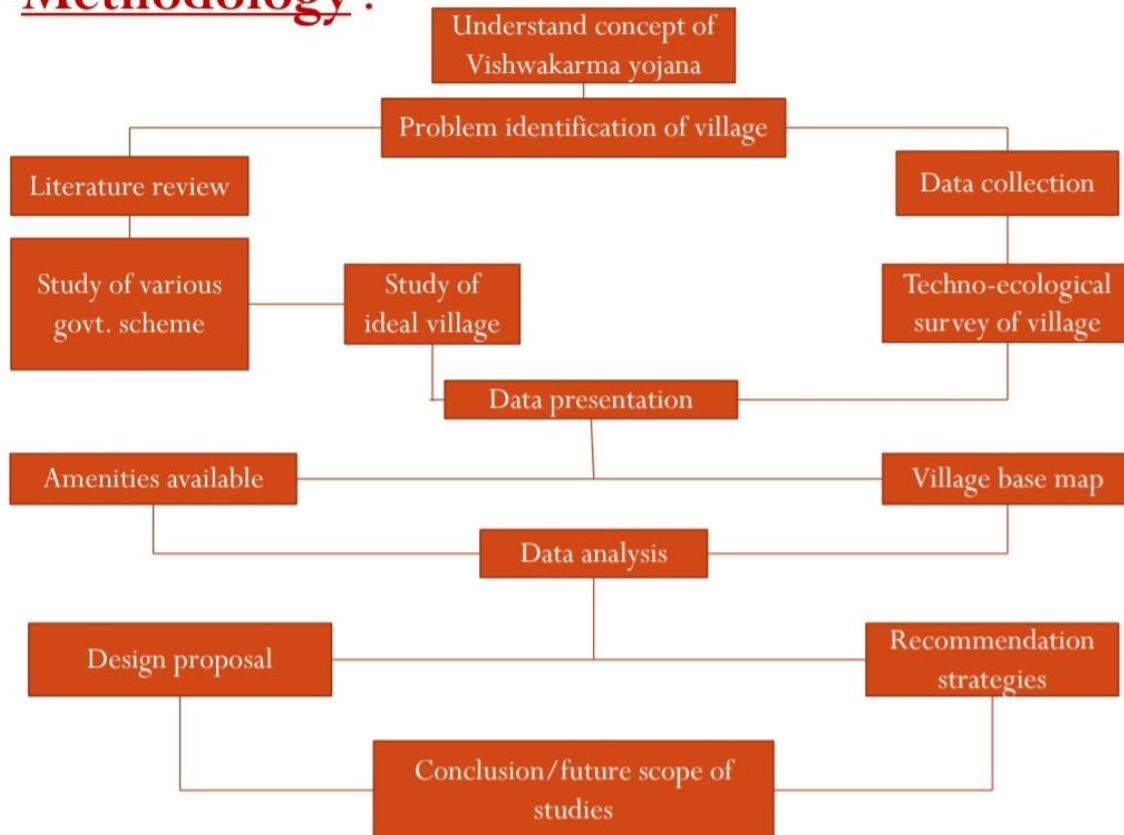 Methodology :
Understand concept of
Vishwakarma yojana
Problem identification of village
Literature review
Data collection
Study of various
govt. scheme
Study of
ideal village
Techno-ecological
survey of village
Data presentation
Amenities available
Village base map
Data analysis
Design proposal
Recommendation
strategies
Conclusion/future scope of
studies